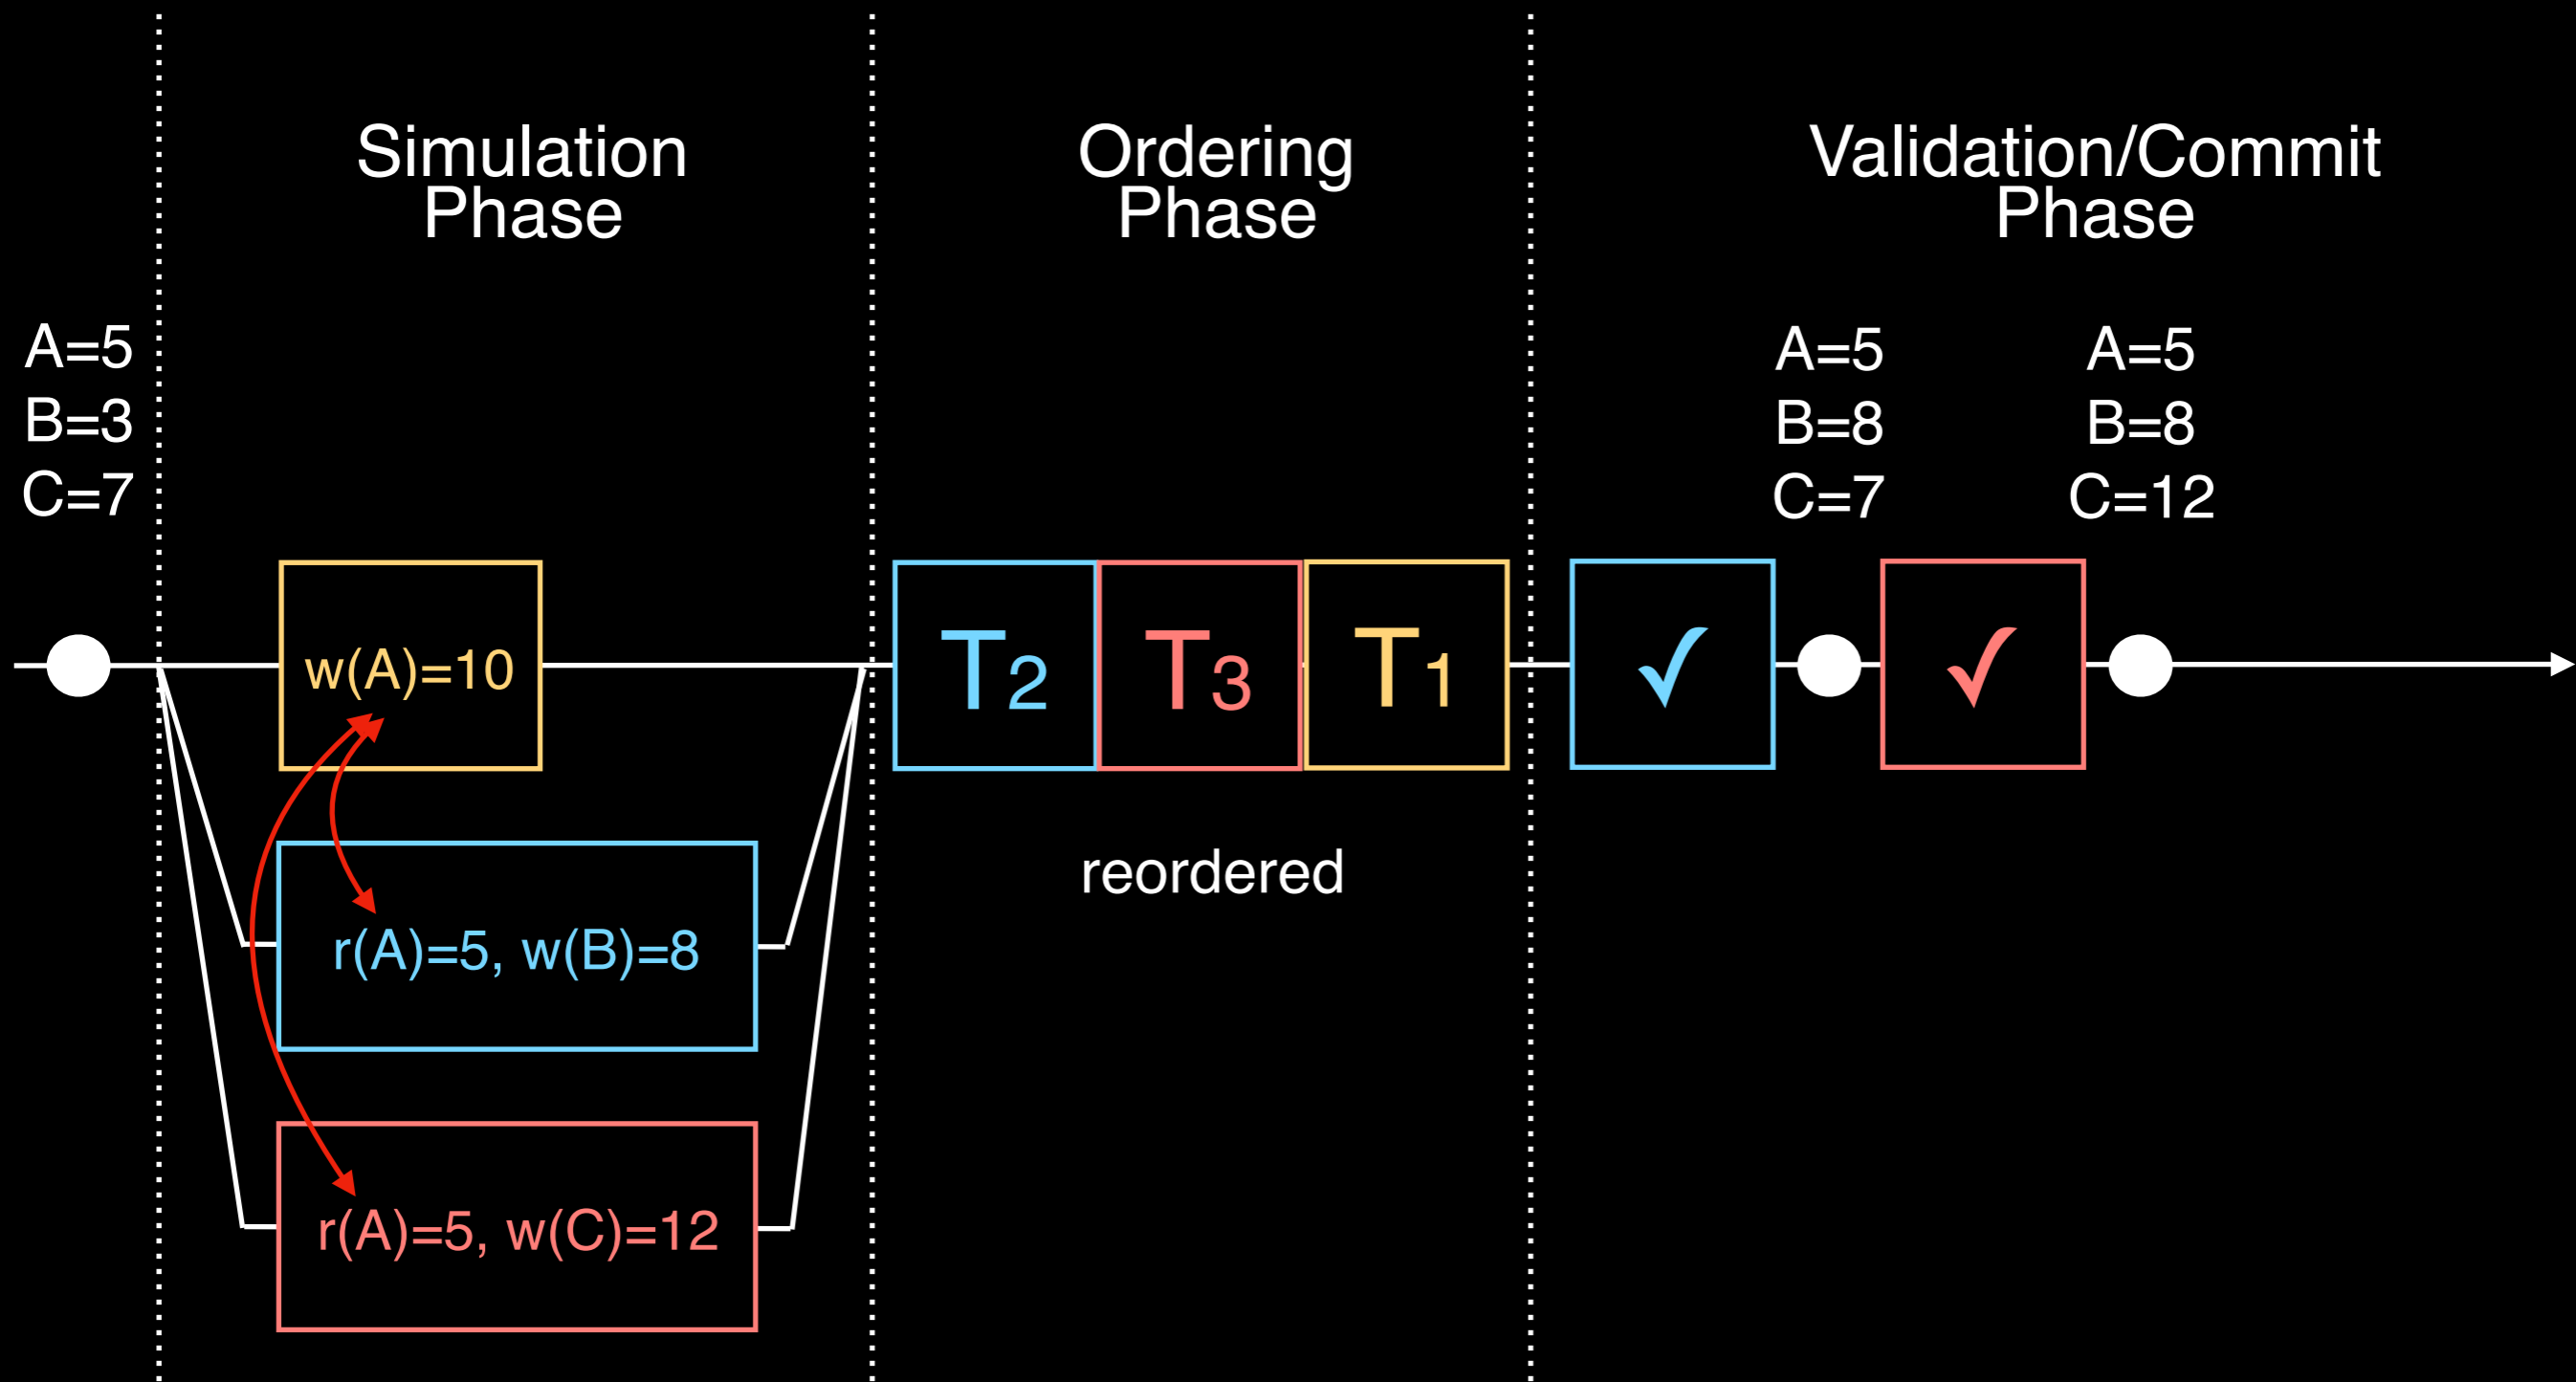 Simulation
Phase
Ordering
Phase
Validation/Commit
Phase
A=5
B=3
C=7
A=5
B=8
C=7
A=5
B=8
C=12
w(A)=10
r(A)=5, w(B)=8
r(A)=5, w(C)=12
T2
T3
T1
reordered
✓
✓